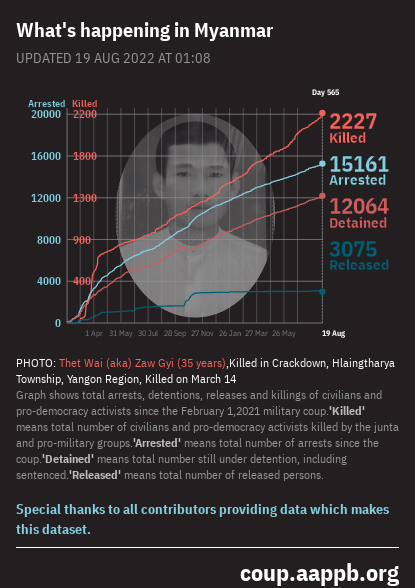 What's happening in Myanmar
UPDATED 19 AUG 2022 AT 01:08
Day 565
Arrested Killed
20000 2200
2227
Killed
16000 1800
15161
Arrested
12000 1300
12064
Detained
8000 900
3075
Released
4000 400
0
1 Apr 31 May 30 Jul 28 Sep 27 Nov 26 Jan 27 Mar 26 May 19 Aug
PHOTO: Thet Wai (aka) Zaw Gyi (35 years),Killed in Crackdown, Hlaingtharya
Township, Yangon Region, Killed on March 14
Graph shows total arrests, detentions, releases and killings of civilians and
pro-democracy activists since the February 1,2021 military coup.'Killed'
means total number of civilians and pro-democracy activists killed by the junta
and pro-military groups.'Arrested' means total number of arrests since the
coup.'Detained' means total number still under detention, including
sentenced.'Released' means total number of released persons.
Special thanks to all contributors providing data which makes
this dataset.
coup.aappb.org